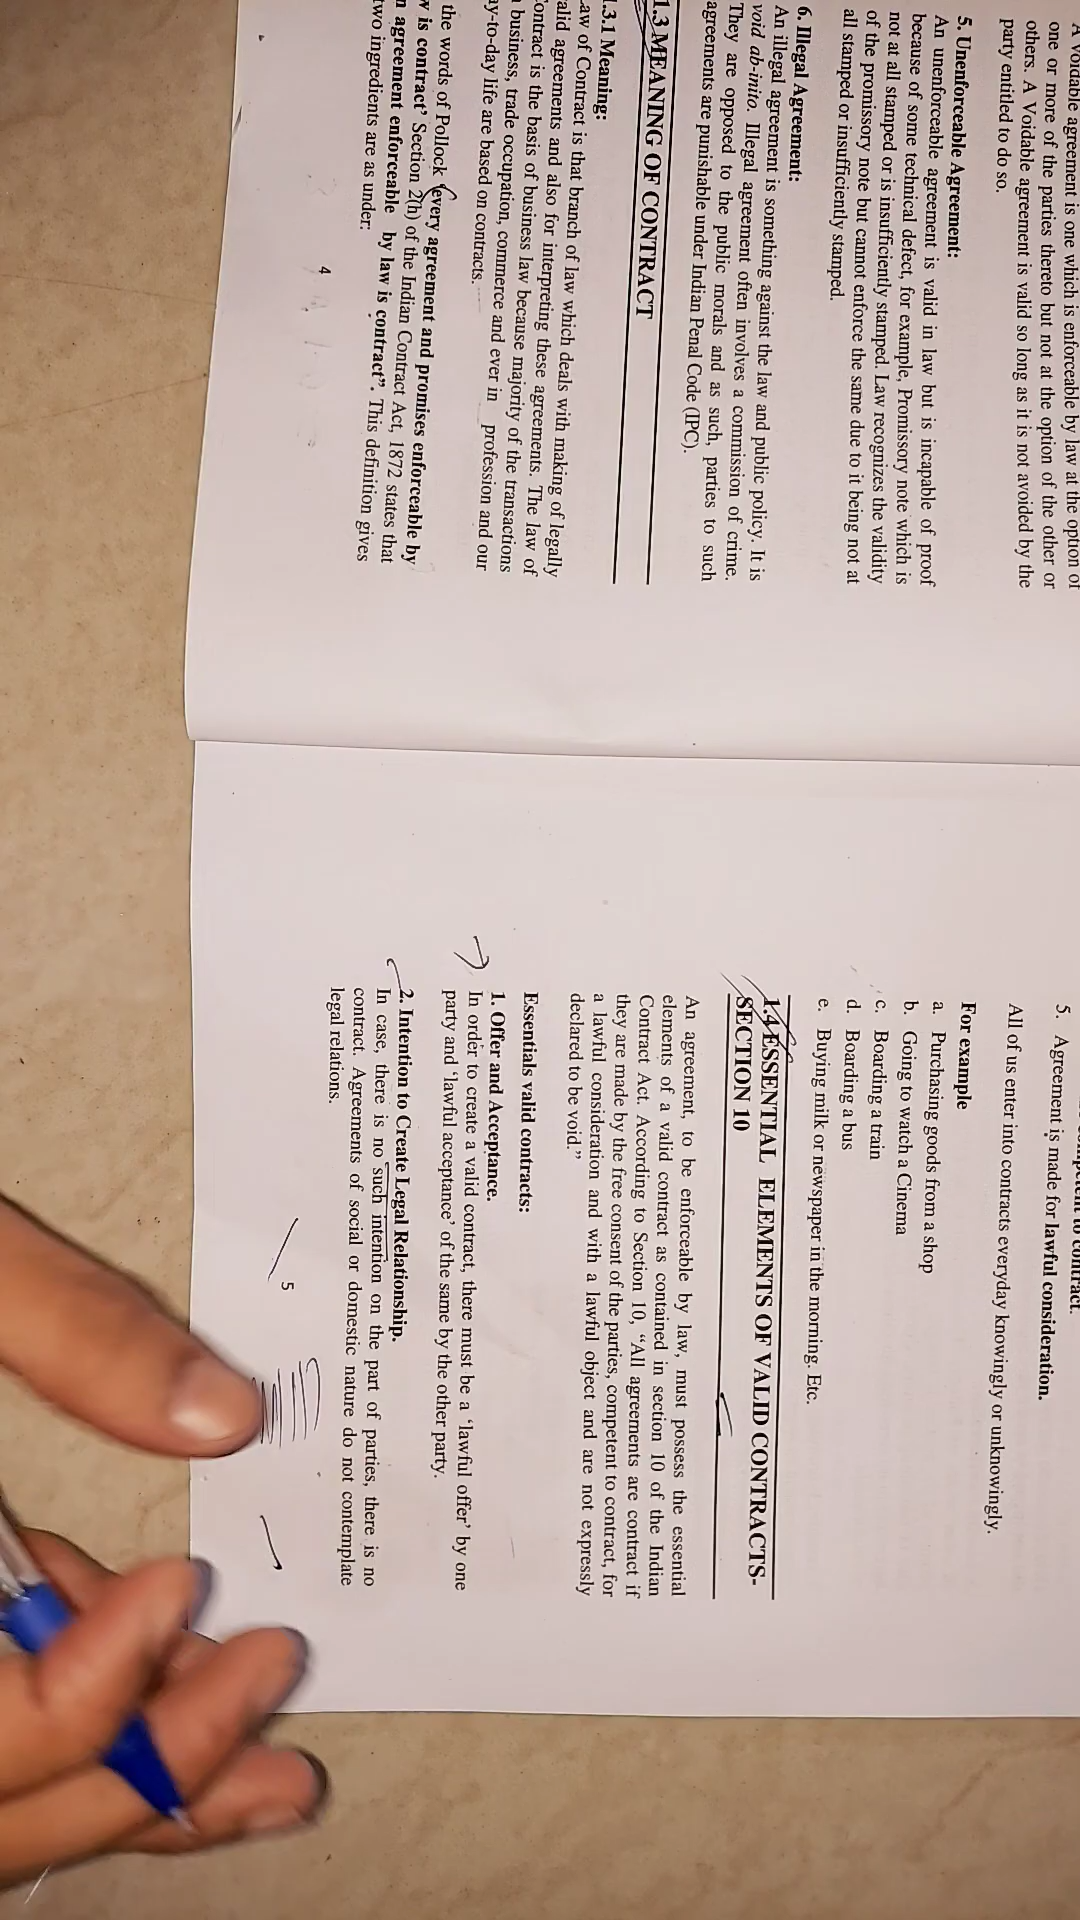 A Voidable agreement is one which is enforceable by law at the option of
one or more of the parties thereto but not at the option of the other or
others. A Voidable agreement is valid so long as it is not avoided by the
party entitled to do so.
5. Unenforceable Agreement:
An unenforceable agreement is valid in law but is incapable of proof
because of some technical defect, for example, Promissory note which is
not at all stamped or is insufficiently stamped. Law recognizes the validity
of the promissory note but cannot enforce the same due to it being not at
all stamped or insufficiently stamped.
6. Illegal Agreement:
An illegal agreement is something against the law and public policy. It is
void ab-inito. Illegal agreement often involves a commission of crime.
They are opposed to the public morals and as such, parties to such
agreements are punishable under Indian Penal Code (IPC).
1.3 MEANING OF CONTRACT
1.3.1 Meaning:
Law of Contract is that branch of law which deals with making of legally
valid agreements and also for interpreting these agreements. The law of
contract is the basis of business law because majority of the transactions
business, trade occupation, commerce and ever in profession and our
day-to-day life are based on contracts.
the words of Pollock 'every agreement and promises enforceable by
is contract' Section 2(h) of the Indian Contract Act, 1872 states that
agreement enforceable by law is contract". This definition gives
two ingredients are as under:
4
contract.
5. Agreement is made for lawful consideration.
All of us enter into contracts everyday knowingly or unknowingly.
For example
a. Purchasing goods from a shop
b. Going to watch a Cinema
c. Boarding a train
d. Boarding a bus
e. Buying milk or newspaper in the morning. Etc.
1.4 ESSENTIAL ELEMENTS OF VALID CONTRACTS-
SECTION 10
An agreement, to be enforceable by law, must possess the essential
elements of a valid contract as contained in section 10 of the Indian
Contract Act. According to Section 10, "All agreements are contract if
they are made by the free consent of the parties, competent to contract, for
a lawful consideration and with a lawful object and are not expressly
declared to be void."
Essentials valid contracts:
1. Offer and Acceptance.
In order to create a valid contract, there must be a 'lawful offer' by one
party and 'lawful acceptance' of the same by the other party.
2. Intention to Create Legal Relationship.
In case, there is no such intention on the part of parties, there is no
contract. Agreements of social or domestic nature do not contemplate
legal relations.
5